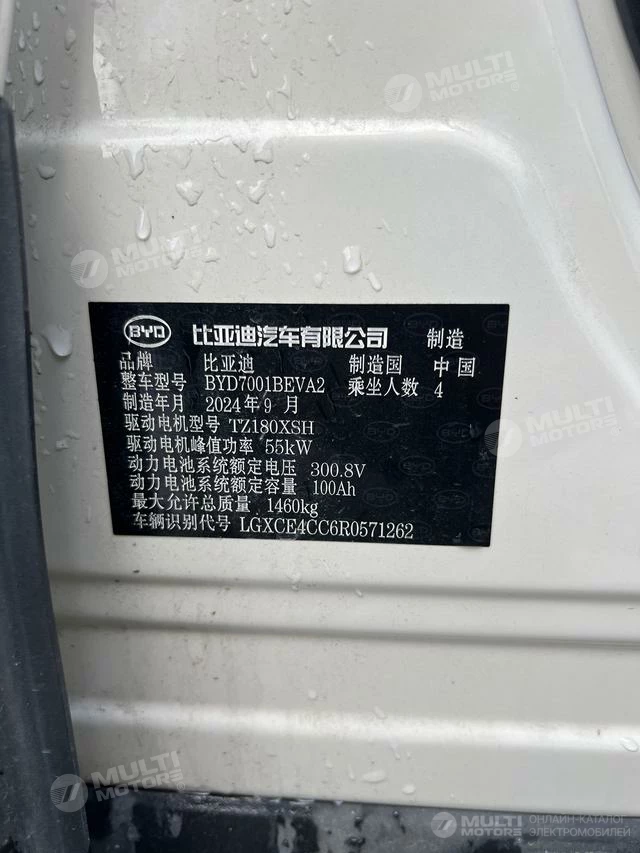 MULTI MOTORS®
MULTI MOTORS®
BYD 比亚迪汽车有限公司 制造
品牌 比亚迪 制造国 中国
整车型号 BYD7001BEVA2 乘坐人数 4
制造年月 2024年9月
驱动电机型号 TZ180XSH
驱动电机峰值功率 55kW
动力电池系统额定电压 300.8V
动力电池系统额定容量 100Ah
最大允许总质量 1460kg
车辆识别代号 LGXCE4CC6R0571262
MULTI MOTORS®
MULTI MOTORS®
MULTI MOTORS® ОНЛАЙН-КАТАЛОГ ЭЛЕКТРОМОБИЛЕЙ